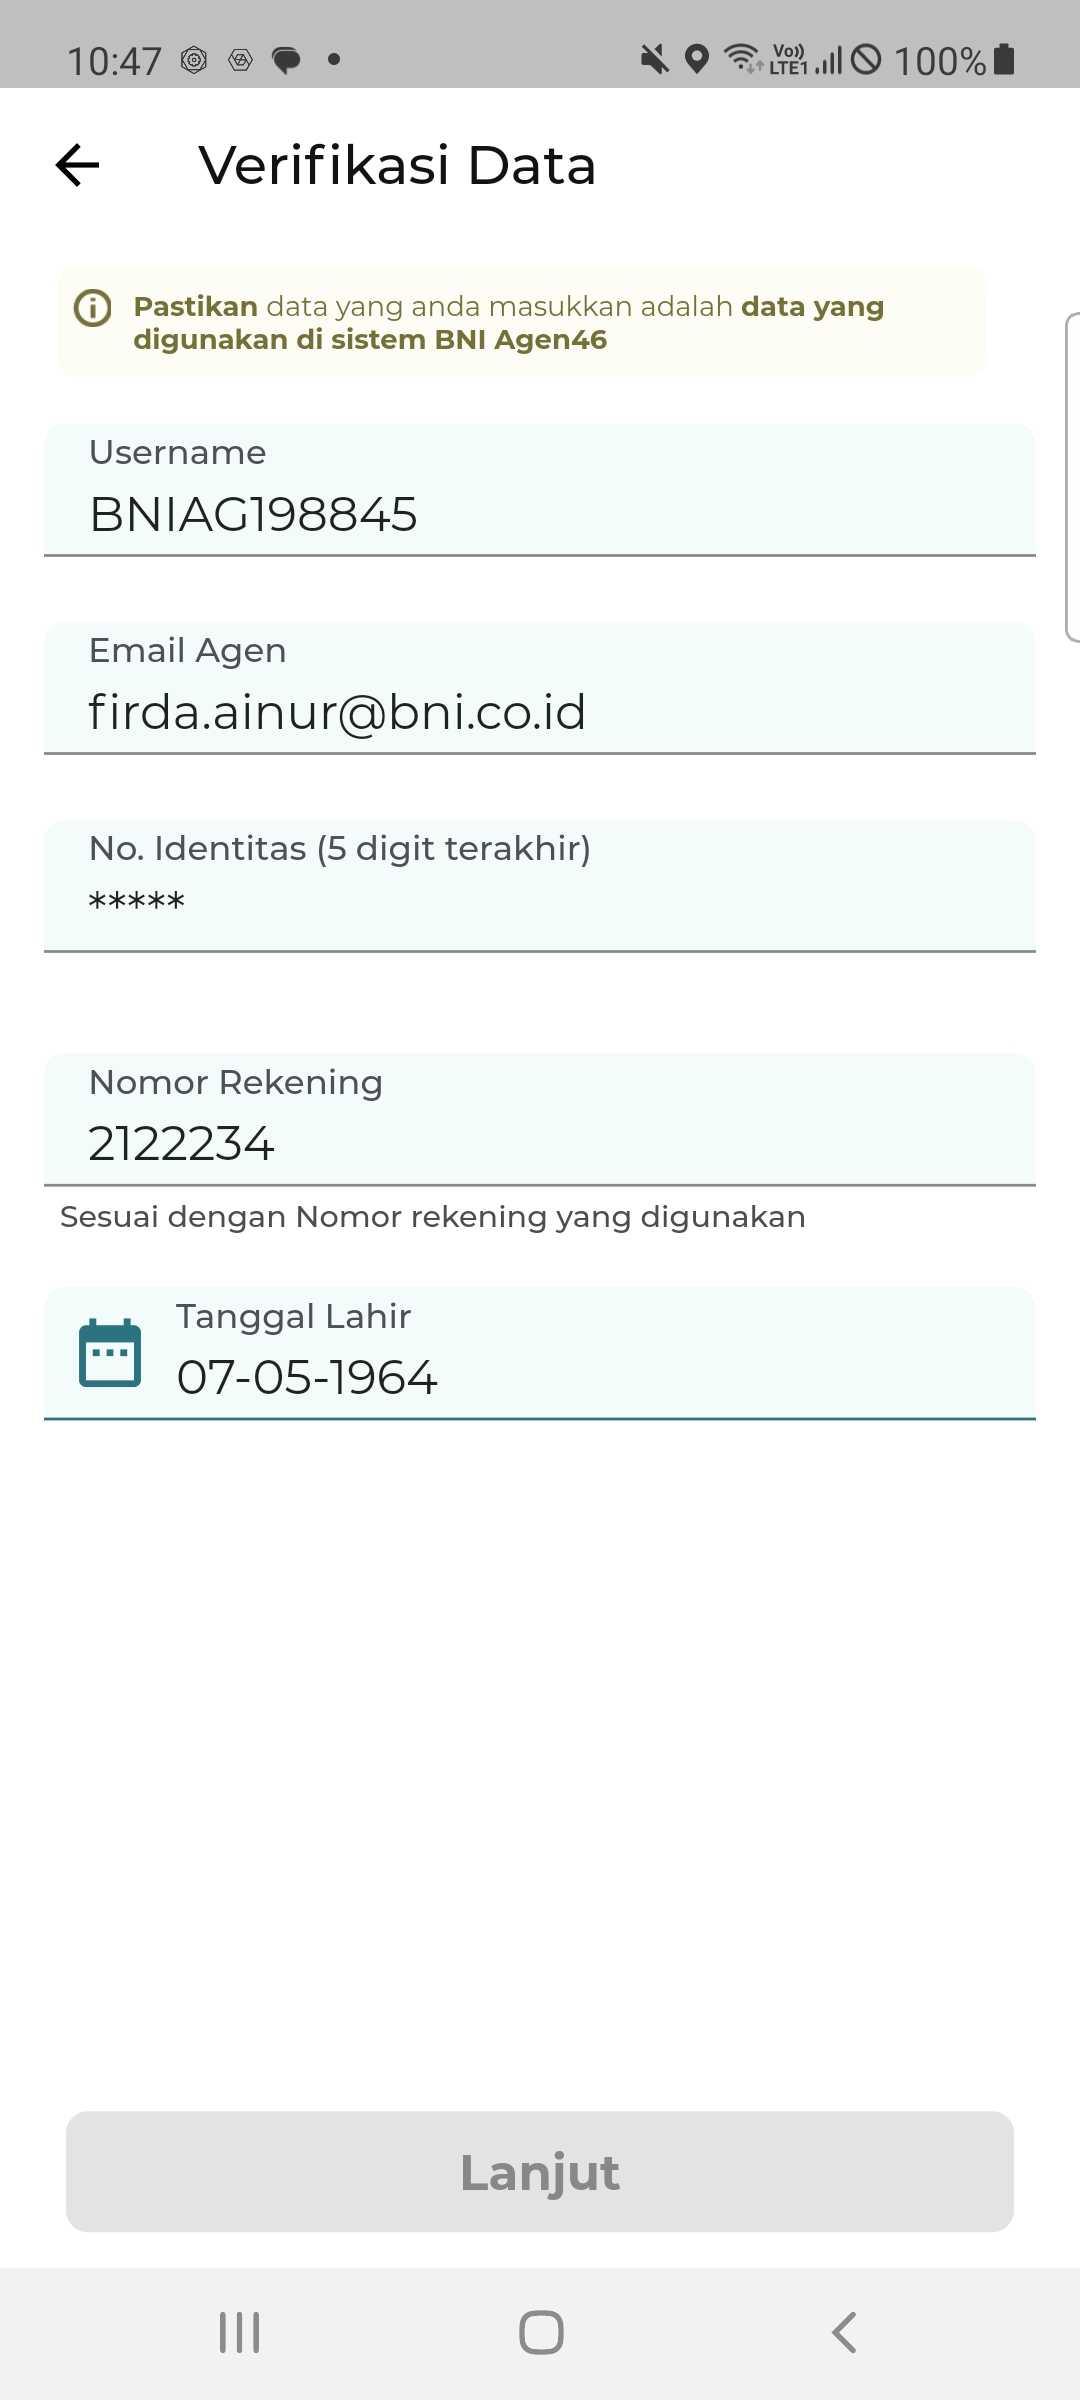 10:47
Vo)) LTE1 100%
Verifikasi Data
Pastikan data yang anda masukkan adalah data yang
digunakan di sistem BNI Agen46
Username
BNIAG198845
Email Agen
firda.ainur@bni.co.id
No. Identitas (5 digit terakhir)
*****
Nomor Rekening
2122234
Sesuai dengan Nomor rekening yang digunakan
Tanggal Lahir
07-05-1964
Lanjut